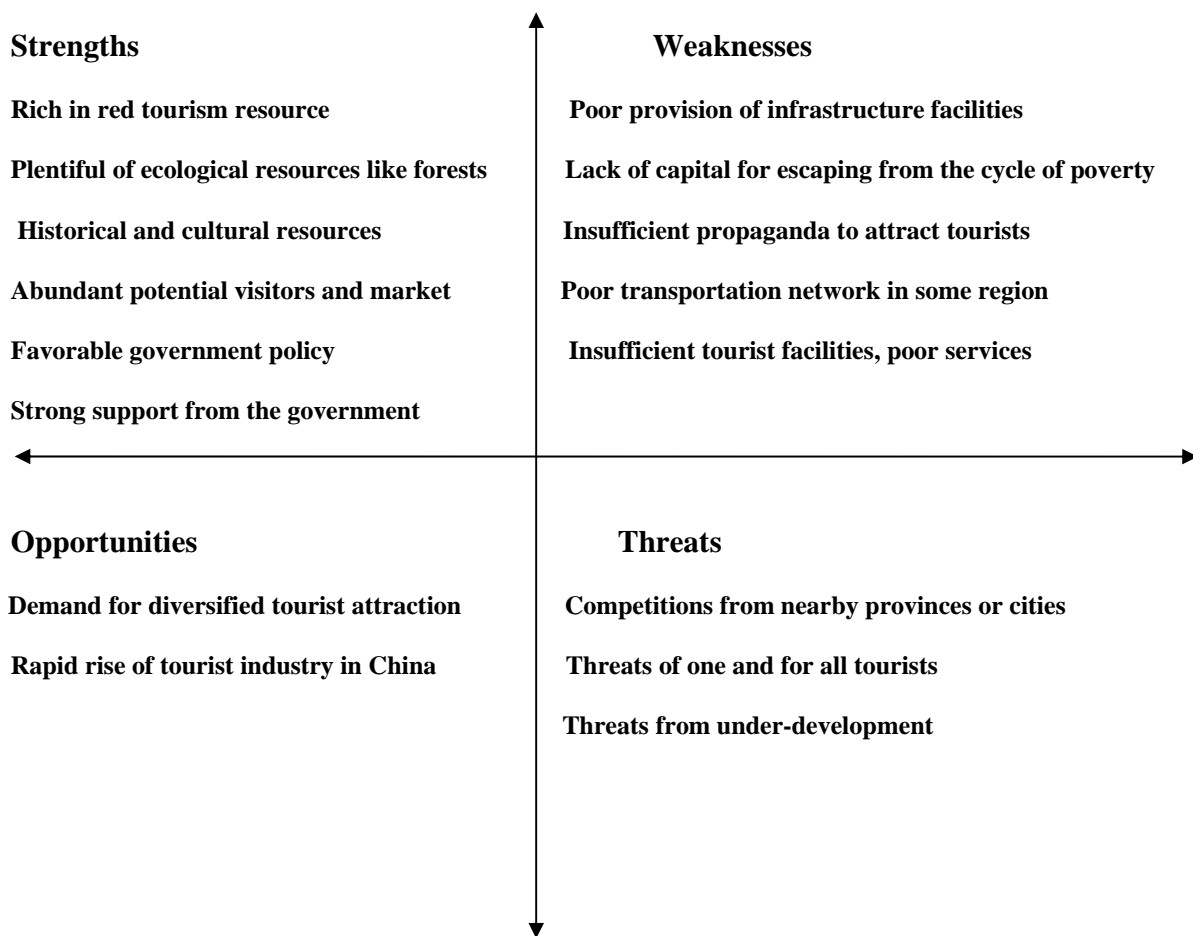 Strengths
Rich in red tourism resource
Plentiful of ecological resources like forests
Historical and cultural resources
Abundant potential visitors and market
Favorable government policy
Strong support from the government
Weaknesses
Poor provision of infrastructure facilities
Lack of capital for escaping from the cycle of poverty
Insufficient propaganda to attract tourists
Poor transportation network in some region
Insufficient tourist facilities, poor services
Opportunities
Demand for diversified tourist attraction
Rapid rise of tourist industry in China
Threats
Competitions from nearby provinces or cities
Threats of one and for all tourists
Threats from under-development